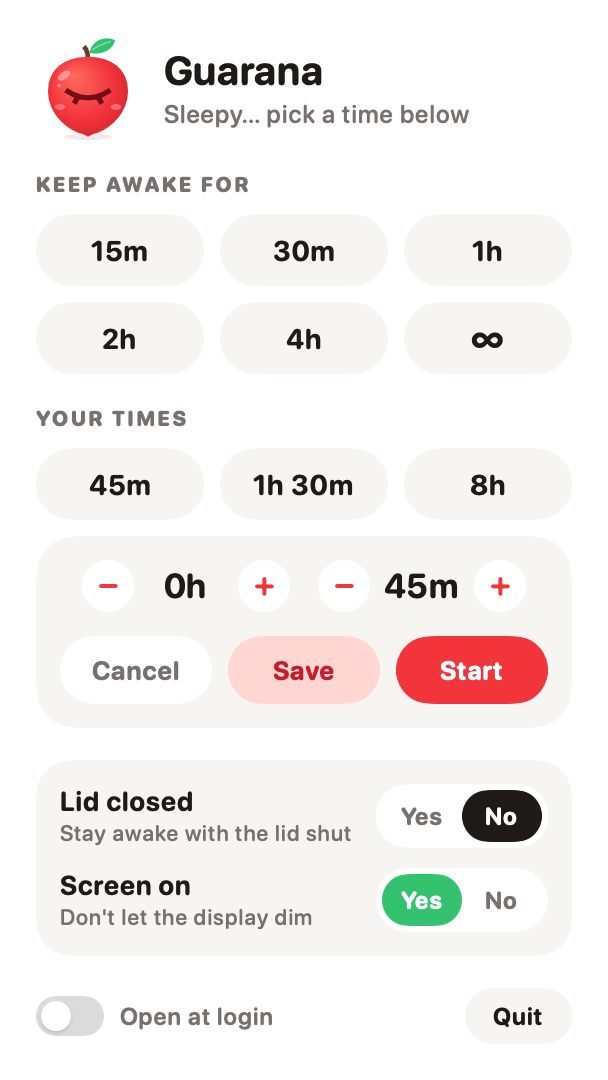 Guarana
Sleepy... pick a time below
KEEP AWAKE FOR
15m 30m 1h
2h 4h ∞
YOUR TIMES
45m 1h 30m 8h
− 0h + − 45m +
Cancel Save Start
Lid closed
Stay awake with the lid shut
Yes No
Screen on
Don't let the display dim
Yes No
Open at login
Quit